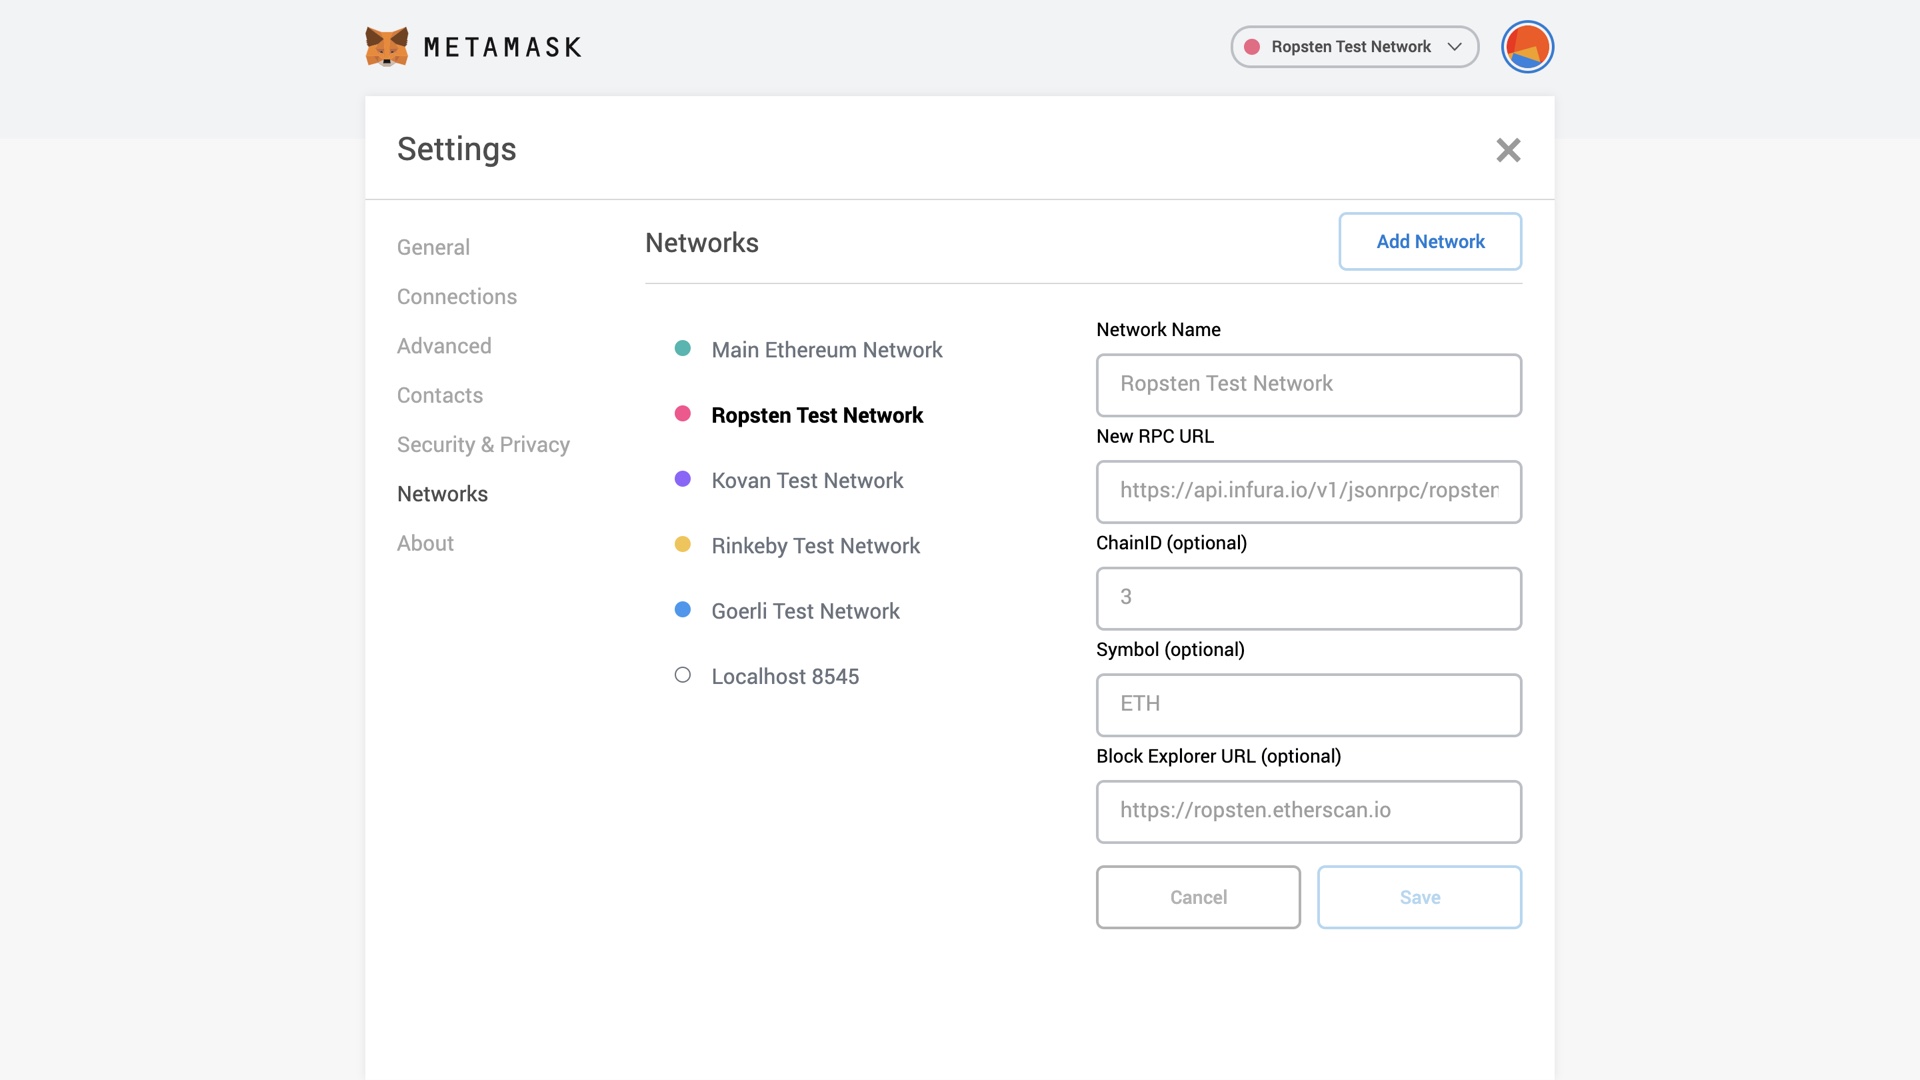 METAMASK
Ropsten Test Network
Settings
General
Connections
Advanced
Contacts
Security & Privacy
Networks
About
Networks
Add Network
Main Ethereum Network
Ropsten Test Network
Kovan Test Network
Rinkeby Test Network
Goerli Test Network
Localhost 8545
Network Name
Ropsten Test Network
New RPC URL
https://api.infura.io/v1/jsonrpc/ropsten
ChainID (optional)
3
Symbol (optional)
ETH
Block Explorer URL (optional)
https://ropsten.etherscan.io
Cancel
Save